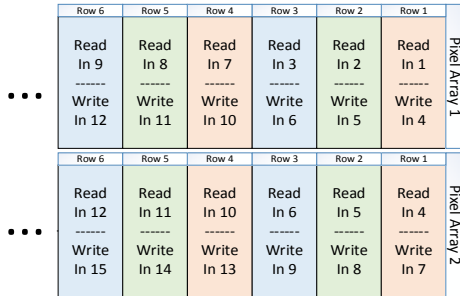 Row 6 Row 5 Row 4 Row 3 Row 2 Row 1
Read Read Read Read Read Read
In 9 In 8 In 7 In 3 In 2 In 1
------ ------ ------ ------ ------ ------
Write Write Write Write Write Write
In 12 In 11 In 10 In 6 In 5 In 4
Pixel Array 1
...
Row 6 Row 5 Row 4 Row 3 Row 2 Row 1
Read Read Read Read Read Read
In 12 In 11 In 10 In 6 In 5 In 4
------ ------ ------ ------ ------ ------
Write Write Write Write Write Write
In 15 In 14 In 13 In 9 In 8 In 7
Pixel Array 2
...